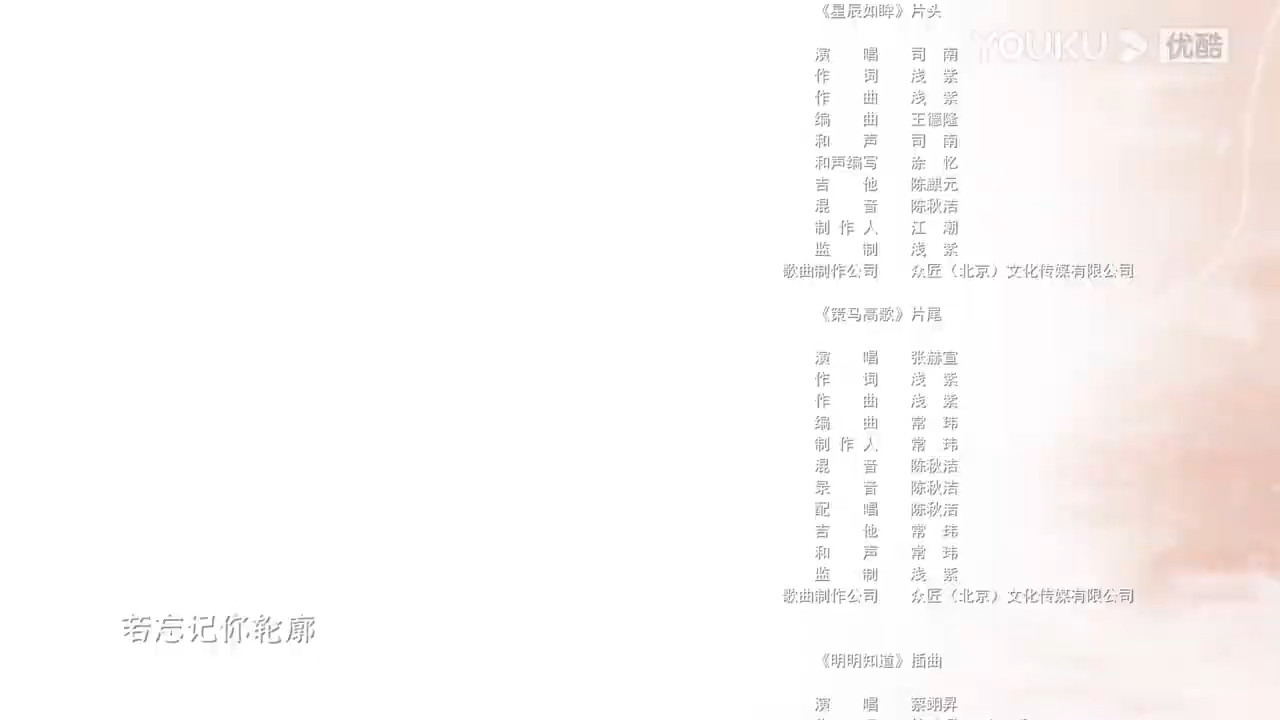 《星辰如眸》片头
YOUKU 优酷
演唱 司南
作词 浅紫
作曲 浅紫
编曲 王德隆
和声 司南
和声编写 涂忆
吉他 陈麒元
混音 陈秋洁
制作人 江潮
监制 浅紫
歌曲制作公司 众匠（北京）文化传媒有限公司
《策马高歌》片尾
演唱 张赫宣
作词 浅紫
作曲 浅紫
编曲 常玮
制作人 常玮
混音 陈秋洁
录音 陈秋洁
配唱 陈秋洁
吉他 常玮
和声 常玮
监制 浅紫
歌曲制作公司 众匠（北京）文化传媒有限公司
若忘记你轮廓
《明明知道》插曲
演唱 蔡翊昇